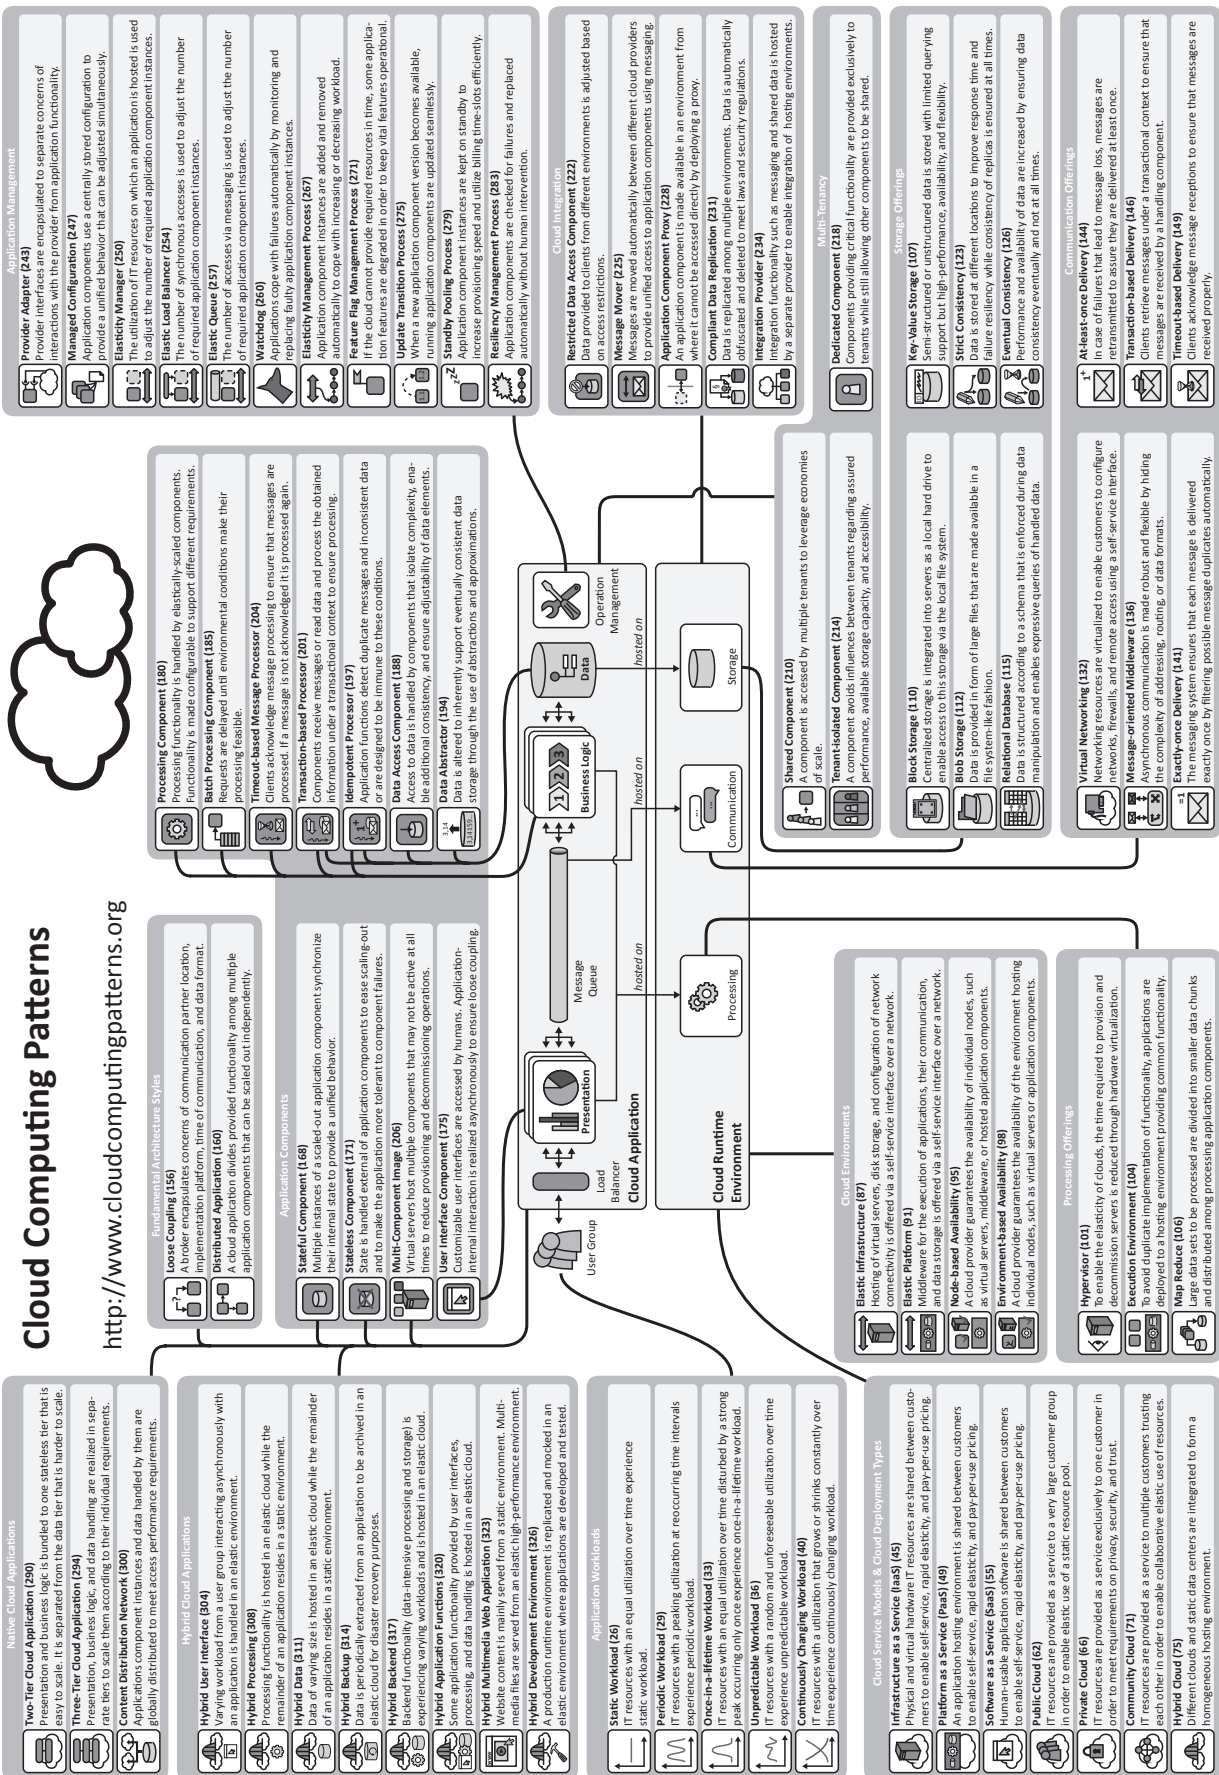 Cloud Computing Patterns
http://www.cloudcomputingpatterns.org
Native Cloud Applications
Two-Tier Cloud Application (290)
Presentation and business logic is bundled to one stateless tier that is
easy to scale. It is separated from the data tier that is harder to scale.
Three-Tier Cloud Application (294)
Presentation, business logic, and data handling are realized in sepa-
rate tiers to scale them according to their individual requirements.
Content Distribution Network (300)
Applications component instances and data handled by them are
globally distributed to meet access performance requirements.
Hybrid Cloud Applications
Hybrid User Interface (304)
Varying workload from a user group interacting asynchronously with
an application is handled in an elastic environment.
Hybrid Processing (308)
Processing functionality is hosted in an elastic cloud while the
remainder of an application resides in a static environment.
Hybrid Data (311)
Data of varying size is hosted in an elastic cloud while the remainder
of an application resides in a static environment.
Hybrid Backup (314)
Data is periodically extracted from an application to be archived in an
elastic cloud for disaster recovery purposes.
Hybrid Backend (317)
Backend functionality (data-intensive processing and storage) is
experiencing varying workloads and is hosted in an elastic cloud.
Hybrid Application Functions (320)
Some application functionality provided by user interfaces,
processing, and data handling, is hosted in an elastic cloud.
Hybrid Multimedia Web Application (323)
Website content is mainly served from a static environment. Multi-
media files are served from an elastic high-performance environment.
Hybrid Development Environment (326)
A production runtime environment is replicated and mocked in an
elastic environment where applications are developed and tested.
Application Workloads
Static Workload (26)
IT resources with an equal utilization over time experience
static workload.
Periodic Workload (29)
IT resources with a peaking utilization at reoccurring time intervals
experience periodic workload.
Once-in-a-lifetime Workload (33)
IT resources with an equal utilization over time disturbed by a strong
peak occurring only once experience once-in-a-lifetime workload.
Unpredictable Workload (36)
IT resources with a random and unforeseeable utilization over time
experience unpredictable workload.
Continuously Changing Workload (40)
IT resources with a utilization that grows or shrinks constantly over
time experience continuously changing workload.
Cloud Service Models & Cloud Deployment Types
Infrastructure as a Service (IaaS) (45)
Physical and virtual hardware IT resources are shared between custo-
mers to enable self-service, rapid elasticity, and pay-per-use pricing.
Platform as a Service (PaaS) (49)
An application hosting environment is shared between customers
to enable self-service, rapid elasticity, and pay-per-use pricing.
Software as a Service (SaaS) (55)
Human-usable application software is shared between customers
to enable self-service, rapid elasticity, and pay-per-use pricing.
Public Cloud (62)
IT resources are provided as a service to a very large customer group
in order to enable elastic use of a static resource pool.
Private Cloud (66)
IT resources are provided as a service exclusively to one customer in
order to meet requirements on privacy, security, and trust.
Community Cloud (71)
IT resources are provided as a service to multiple customers trusting
each other in order to enable collaborative elastic use of resources.
Hybrid Cloud (75)
Different clouds and static data centers are integrated to form a
homogeneous hosting environment.
Fundamental Architecture Styles
Loose Coupling (156)
A broker encapsulates concerns of communication partner location,
implementation platform, time of communication, and data format.
Distributed Application (160)
A cloud application divides provided functionality among multiple
application components that can be scaled out independently.
Application Components
Stateful Component (168)
Multiple instances of a scaled-out application component synchronize
their internal state to provide a unified behavior.
Stateless Component (171)
State is handled external of application components to ease scaling-out
and to make the application more tolerant to component failures.
Multi-Component Image (206)
Virtual servers host multiple components that may not be active at all
times to reduce provisioning and decommissioning operations.
User Interface Component (175)
Customizable user interfaces are accessed by humans. Application-
internal interaction is realized asynchronously to ensure loose coupling.
Processing Component (180)
Processing functionality is handled by elastically-scaled components.
Functionality is made configurable to support different requirements.
Batch Processing Component (185)
Requests are delayed until environmental conditions make their
processing feasible.
Timeout-based Message Processor (204)
Clients acknowledge message processing to ensure that messages are
processed. If a message is not acknowledged it is processed again.
Transaction-based Processor (201)
Components receive messages or read data and process the obtained
information under a transactional context to ensure processing.
Idempotent Processor (197)
Application functions detect duplicate messages and inconsistent data
or are designed to be immune to these conditions.
Data Access Component (188)
Access to data is handled by components that isolate complexity, ena-
ble additional consistency, and ensure adjustability of data elements.
Data Abstractor (194)
Data is altered to inherently support eventually consistent data
storage through the use of abstractions and approximations.
3,14
3,14159...
Application Management
Provider Adapter (243)
Provider interfaces are encapsulated to separate concerns of
interactions with the provider from application functionality.
Managed Configuration (247)
Application components use a centrally stored configuration to
provide a unified behavior that can be adjusted simultaneously.
Elasticity Manager (250)
The utilization of IT resources on which an application is hosted is used
to adjust the number of required application component instances.
Elastic Load Balancer (254)
The number of synchronous accesses is used to adjust the number
of required application component instances.
Elastic Queue (257)
The number of accesses via messaging is used to adjust the number
of required application component instances.
Watchdog (260)
Applications cope with failures automatically by monitoring and
replacing faulty application component instances.
Elasticity Management Process (267)
Application component instances are added and removed
automatically to cope with increasing or decreasing workload.
Feature Flag Management Process (271)
If the cloud cannot provide required resources in time, some applica-
tion features are degraded in order to keep vital features operational.
Update Transition Process (275)
When a new application component version becomes available,
running application components are updated seamlessly.
Standby Pooling Process (279)
Application component instances are kept on standby to
increase provisioning speed and utilize billing time-slots efficiently.
Resiliency Management Process (283)
Application components are checked for failures and replaced
automatically without human intervention.
User Group
Load
Balancer
Presentation
Message
Queue
1 2 3
Business Logic
Data
Operation
Management
Cloud Application
hosted on
hosted on
hosted on
Processing
Communication
Storage
Cloud Runtime
Environment
Cloud Environments
Elastic Infrastructure (87)
Hosting of virtual servers, disk storage, and configuration of network
connectivity is offered via a self-service interface over a network.
Elastic Platform (91)
Middleware for the execution of applications, their communication,
and data storage is offered via a self-service interface over a network.
Node-based Availability (95)
A cloud provider guarantees the availability of individual nodes, such
as virtual servers, middleware, or hosted application components.
Environment-based Availability (98)
A cloud provider guarantees the availability of the environment hosting
individual nodes, such as virtual servers or application components.
Processing Offerings
Hypervisor (101)
To enable the elasticity of clouds, the time required to provision and
decommission servers is reduced through hardware virtualization.
Execution Environment (104)
To avoid duplicate implementation of functionality, applications are
deployed to a hosting environment providing common functionality.
Map Reduce (106)
Large data sets to be processed are divided into smaller data chunks
and distributed among processing application components.
Cloud Integration
Restricted Data Access Component (222)
Data provided to clients from different environments is adjusted based
on access restrictions.
Message Mover (225)
Messages are moved automatically between different cloud providers
to provide unified access to application components using messaging.
Application Component Proxy (228)
An application component is made available in an environment from
where it cannot be accessed directly by deploying a proxy.
Compliant Data Replication (231)
Data is replicated among multiple environments. Data is automatically
obfuscated and deleted to meet laws and security regulations.
Integration Provider (234)
Integration functionality such as messaging and shared data is hosted
by a separate provider to enable integration of hosting environments.
Multi-Tenancy
Shared Component (210)
A component is accessed by multiple tenants to leverage economies
of scale.
Tenant-isolated Component (214)
A component avoids influences between tenants regarding assured
performance, available storage capacity, and accessibility.
Dedicated Component (218)
Components providing critical functionality are provided exclusively to
tenants while still allowing other components to be shared.
Storage Offerings
Block Storage (110)
Centralized storage is integrated into servers as a local hard drive to
enable access to this storage via the local file system.
Blob Storage (112)
Data is provided in form of large files that are made available in a
file system-like fashion.
Relational Database (115)
Data is structured according to a schema that is enforced during data
manipulation and enables expressive queries of handled data.
Key-Value Storage (107)
Semi-structured or unstructured data is stored with limited querying
support but high-performance, availability, and flexibility.
Strict Consistency (123)
Data is stored at different locations to improve response time and
failure resiliency while consistency of replicas is ensured at all times.
Eventual Consistency (126)
Performance and availability of data are increased by ensuring data
consistency eventually and not at all times.
Communication Offerings
Virtual Networking (132)
Networking resources are virtualized to enable customers to configure
networks, firewalls, and remote access using a self-service interface.
Message-oriented Middleware (136)
Asynchronous communication is made robust and flexible by hiding
the complexity of addressing, routing, or data formats.
=1
Exactly-once Delivery (141)
The messaging system ensures that each message is delivered
exactly once by filtering possible message duplicates automatically.
1+
At-least-once Delivery (144)
In case of failures that lead to message loss, messages are
retransmitted to assure they are delivered at least once.
Transaction-based Delivery (146)
Clients retrieve messages under a transactional context to ensure that
messages are received by a handling component.
Timeout-based Delivery (149)
Clients acknowledge message receptions to ensure that messages are
received properly.